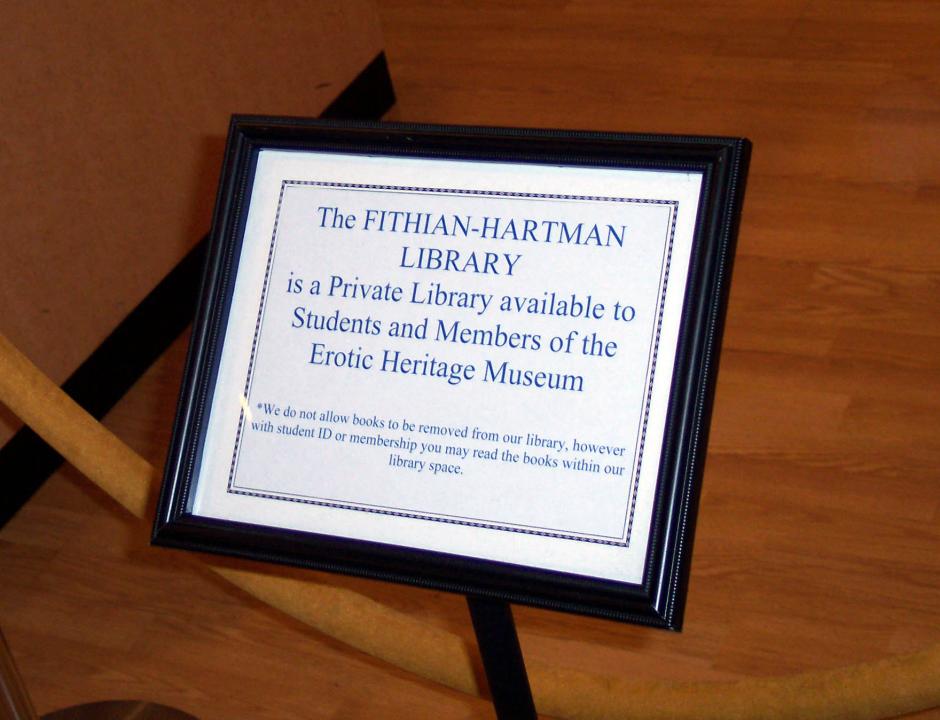 The FITHIAN-HARTMAN
LIBRARY
is a Private Library available to
Students and Members of the
Erotic Heritage Museum
*We do not allow books to be removed from our library, however
with student ID or membership you may read the books within our
library space.